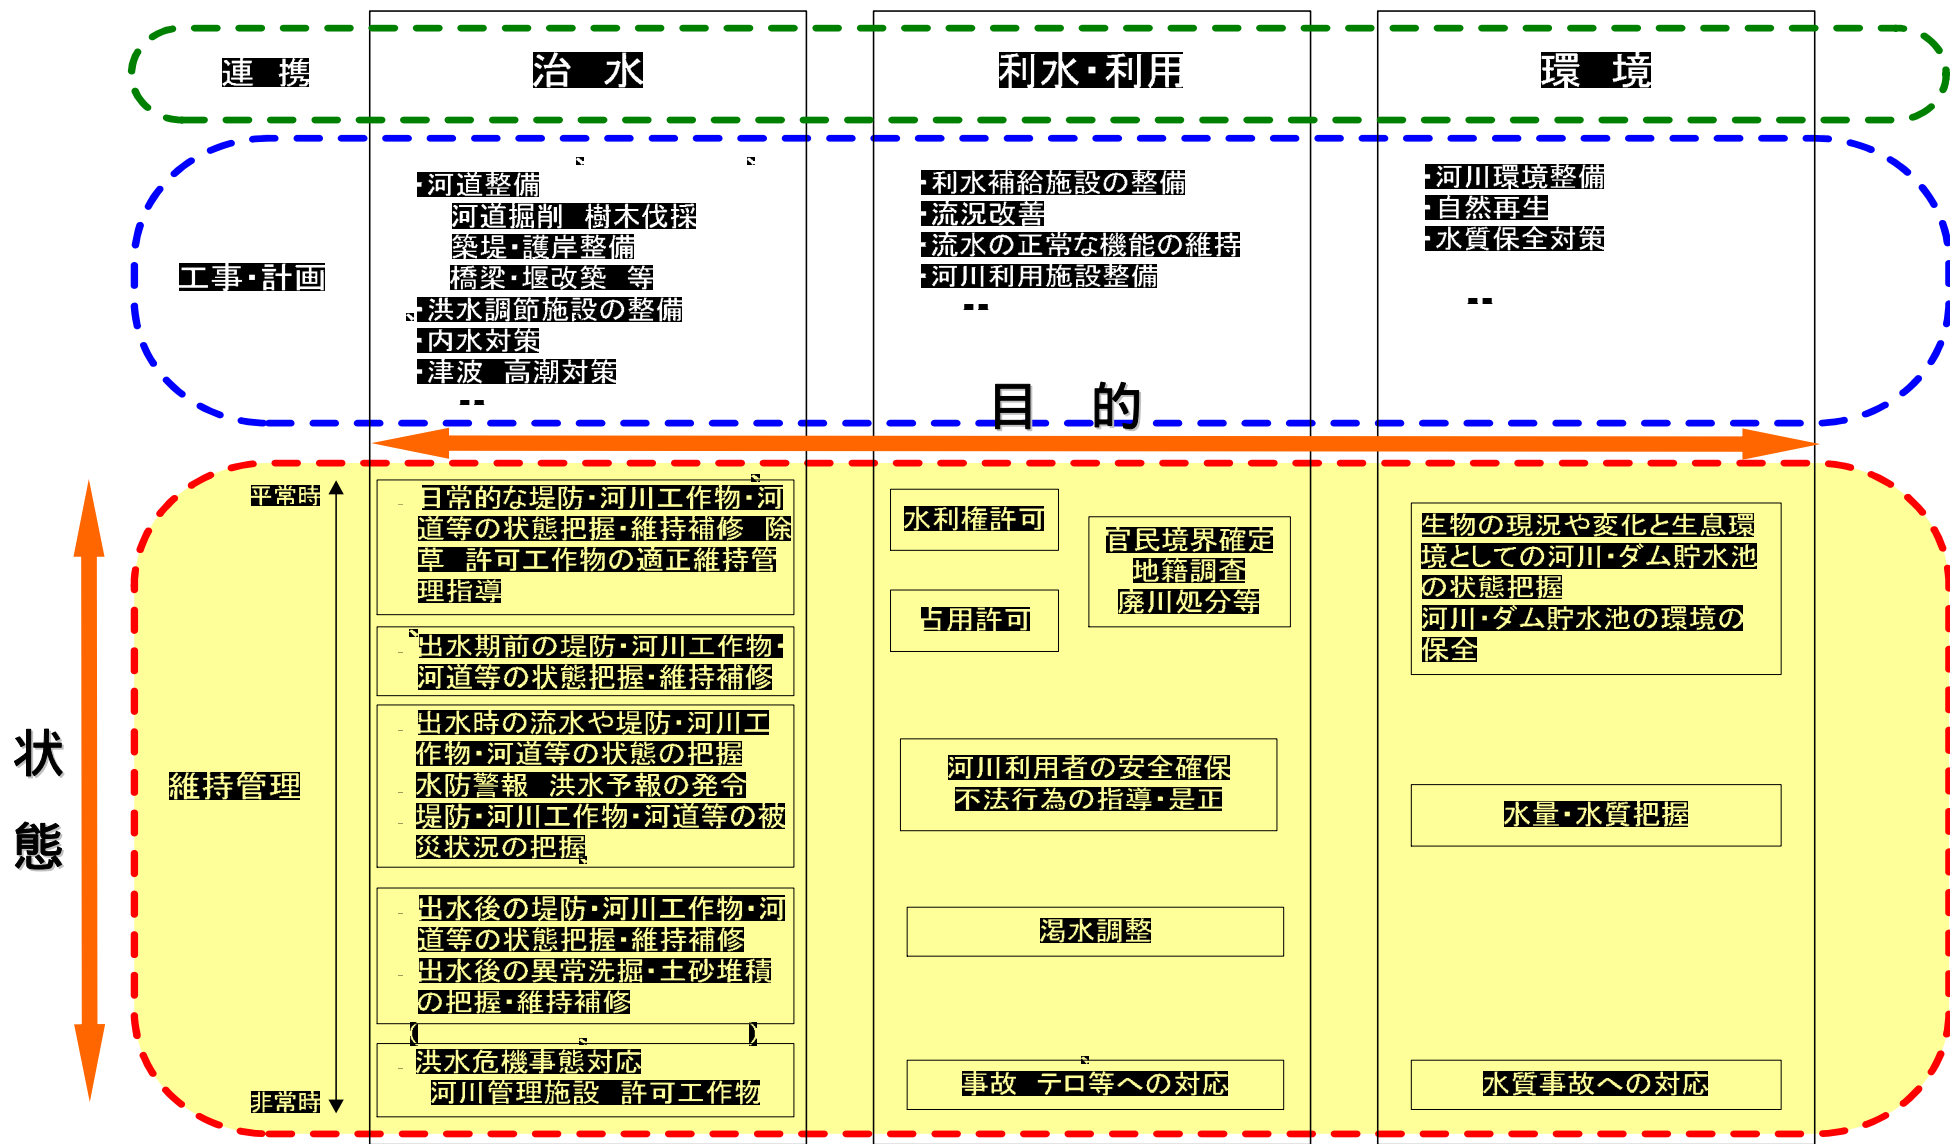 連 携
治 水
利水・利用
環 境
工事・計画
・河道整備
河道掘削 樹木伐採
築堤・護岸整備
橋梁・堰改築 等
・洪水調節施設の整備
・内水対策
・津波 高潮対策
・利水補給施設の整備
・流況改善
・流水の正常な機能の維持
・河川利用施設整備
・河川環境整備
・自然再生
・水質保全対策
目 的
状
態
維持管理
平常時
非常時
日常的な堤防・河川工作物・河
道等の状態把握・維持補修 除
草 許可工作物の適正維持管
理指導
出水期前の堤防・河川工作物・
河道等の状態把握・維持補修
出水時の流水や堤防・河川工
作物・河道等の状態の把握
水防警報 洪水予報の発令
堤防・河川工作物・河道等の被
災状況の把握
出水後の堤防・河川工作物・河
道等の状態把握・維持補修
出水後の異常洗掘・土砂堆積
の把握・維持補修
洪水危機事態対応
(河川管理施設 許可工作物)
水利権許可
占用許可
官民境界確定
地籍調査
廃川処分等
河川利用者の安全確保
不法行為の指導・是正
渇水調整
事故 テロ等への対応
生物の現況や変化と生息環
境としての河川・ダム貯水池
の状態把握
河川・ダム貯水池の環境の
保全
水量・水質把握
水質事故への対応